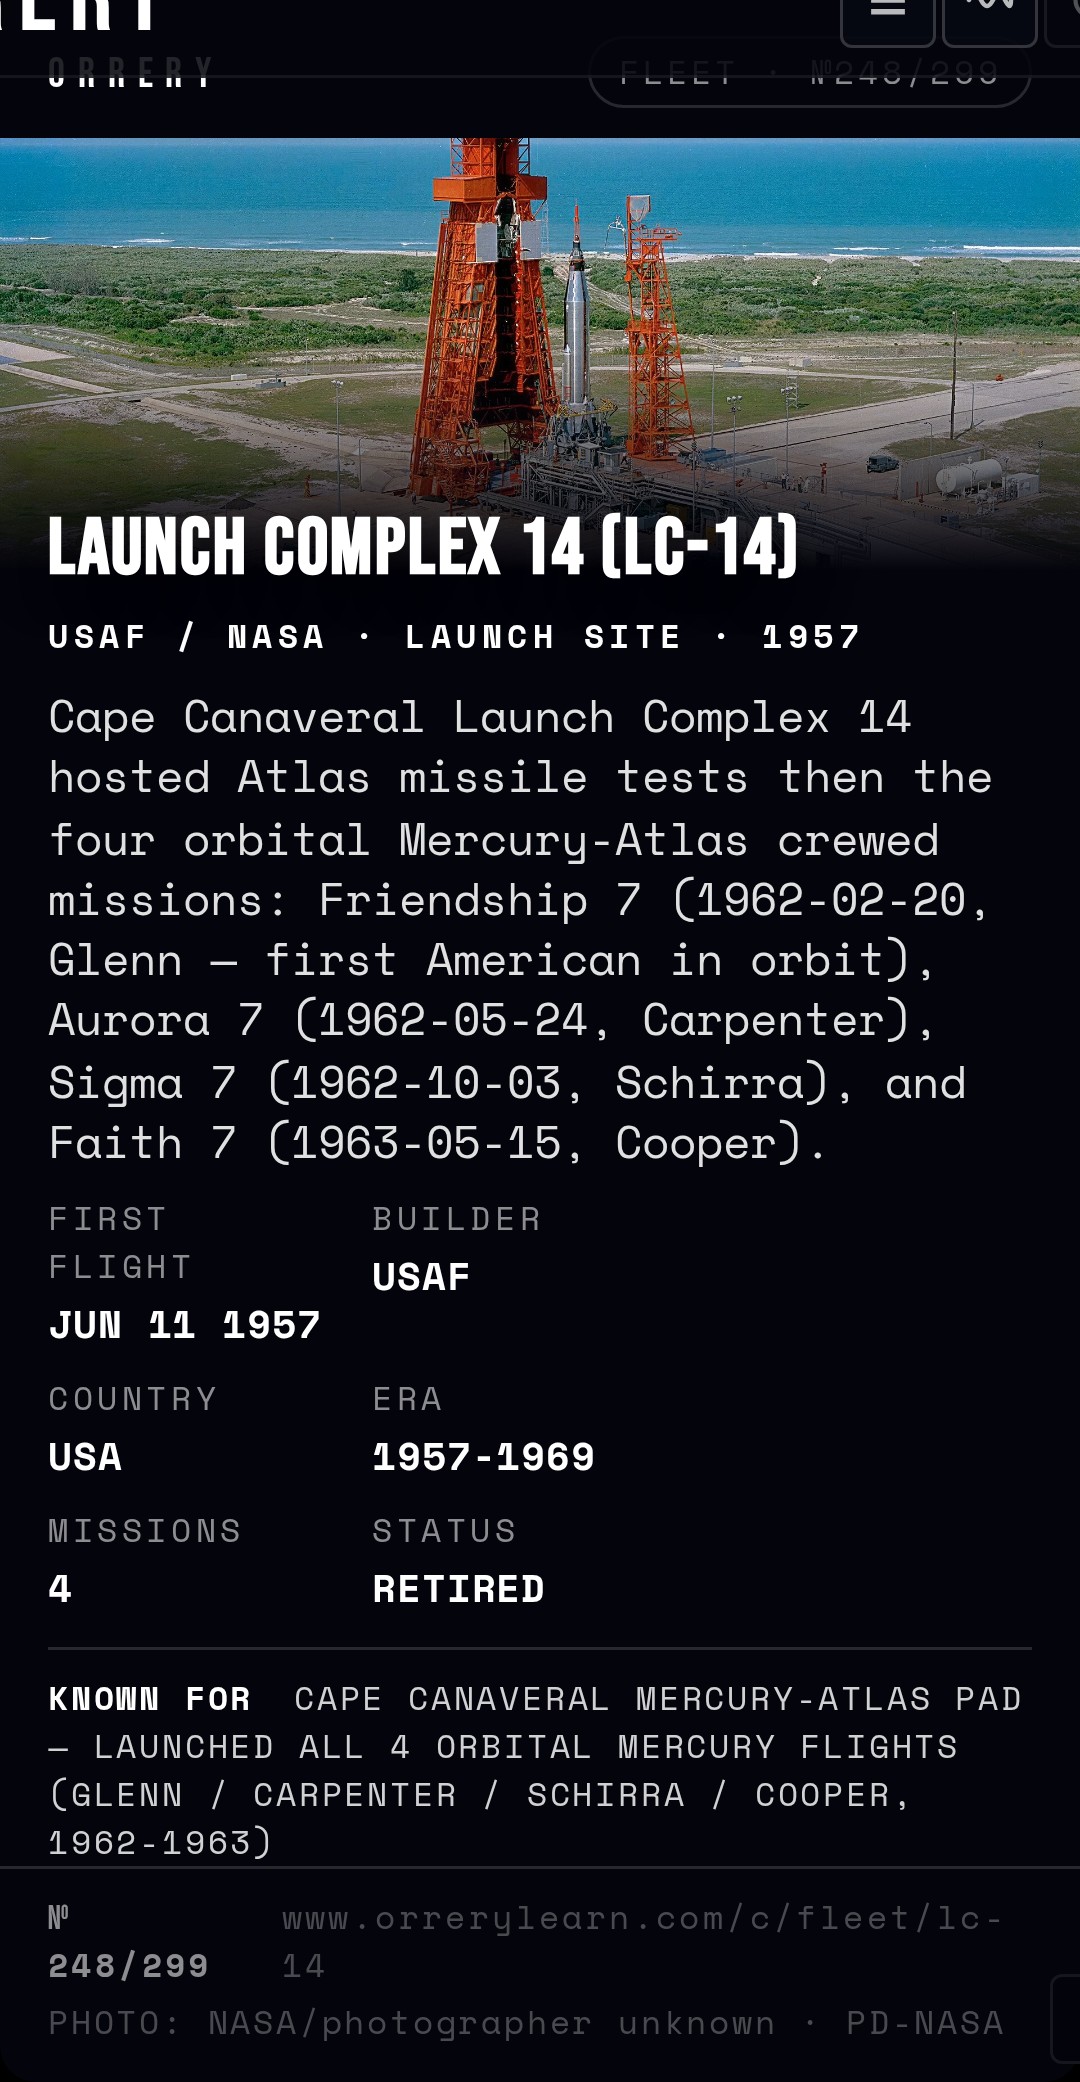 ORRERY
FLEET · №248/299
LAUNCH COMPLEX 14 (LC-14)
USAF / NASA · LAUNCH SITE · 1957
Cape Canaveral Launch Complex 14
hosted Atlas missile tests then the
four orbital Mercury-Atlas crewed
missions: Friendship 7 (1962-02-20,
Glenn — first American in orbit),
Aurora 7 (1962-05-24, Carpenter),
Sigma 7 (1962-10-03, Schirra), and
Faith 7 (1963-05-15, Cooper).
FIRST
FLIGHT
JUN 11 1957
BUILDER
USAF
COUNTRY
USA
ERA
1957-1969
MISSIONS
4
STATUS
RETIRED
KNOWN FOR CAPE CANAVERAL MERCURY-ATLAS PAD
— LAUNCHED ALL 4 ORBITAL MERCURY FLIGHTS
(GLENN / CARPENTER / SCHIRRA / COOPER,
1962-1963)
№
248/299
www.orrerylearn.com/c/fleet/lc-
14
PHOTO: NASA/photographer unknown · PD-NASA